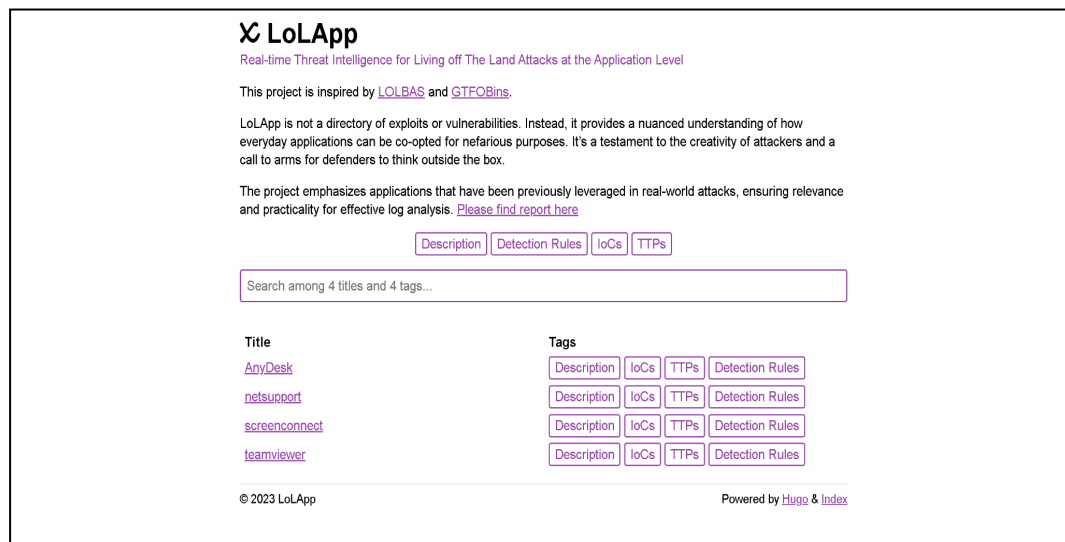 LoLApp
Real-time Threat Intelligence for Living off The Land Attacks at the Application Level
This project is inspired by LOLBAS and GTFOBins.
LoLApp is not a directory of exploits or vulnerabilities. Instead, it provides a nuanced understanding of how
everyday applications can be co-opted for nefarious purposes. It's a testament to the creativity of attackers and a
call to arms for defenders to think outside the box.
The project emphasizes applications that have been previously leveraged in real-world attacks, ensuring relevance
and practicality for effective log analysis. Please find report here
Description Detection Rules IoCs TTPs
Search among 4 titles and 4 tags...
Title Tags
AnyDesk Description IoCs TTPs Detection Rules
netsupport Description IoCs TTPs Detection Rules
screenconnect Description IoCs TTPs Detection Rules
teamviewer Description IoCs TTPs Detection Rules
© 2023 LoLApp Powered by Hugo & Index